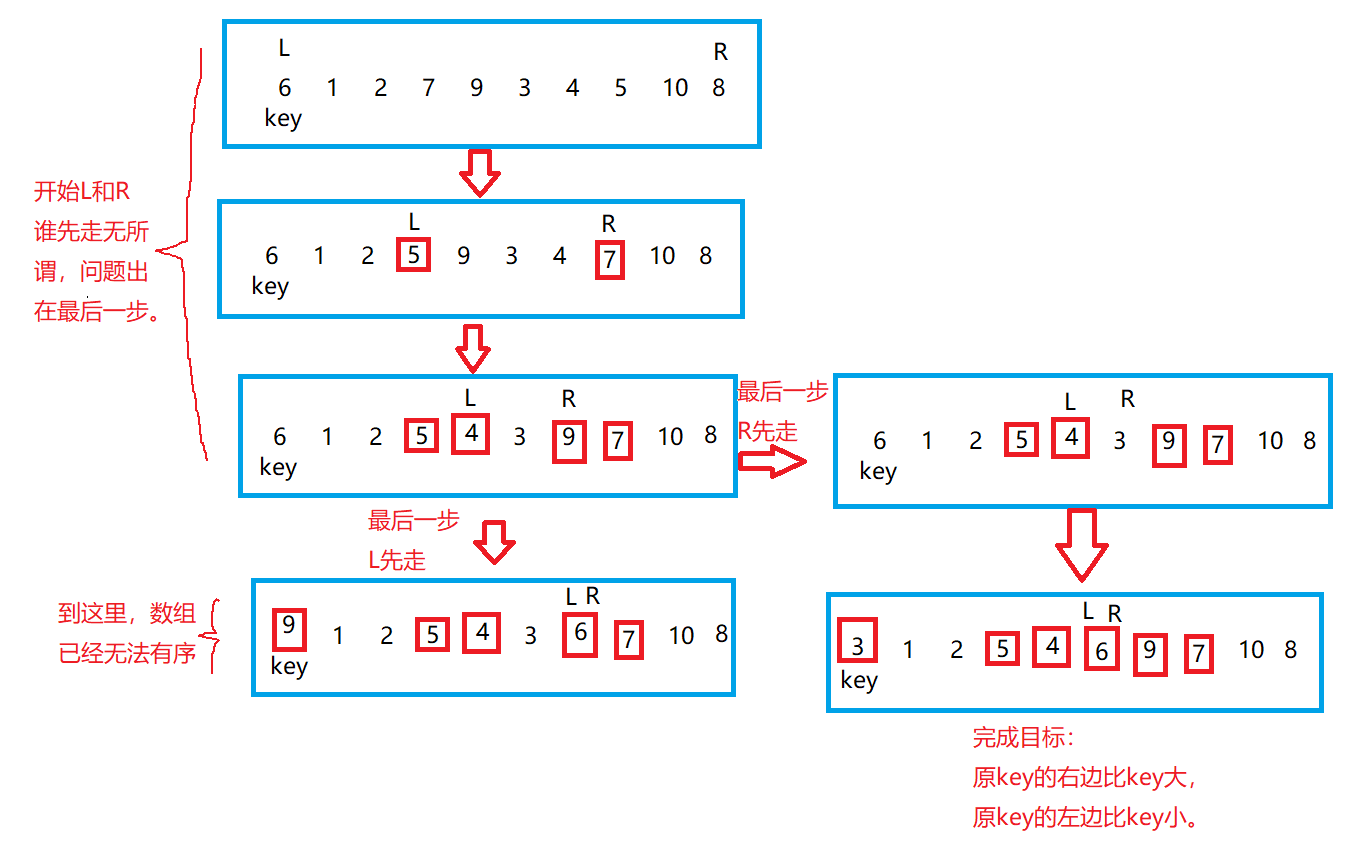 L
R
6 1 2 7 9 3 4 5 10 8
key
开始L和R
谁先走无所
谓，问题出
在最后一步。
L R
6 1 2 5 9 3 4 7 10 8
key
L R
6 1 2 5 4 3 9 7 10 8
key
最后一步
R先走
L R
6 1 2 5 4 3 9 7 10 8
key
最后一步
L先走
到这里，数组
已经无法有序
L R
9 1 2 5 4 3 6 7 10 8
key
L R
3 1 2 5 4 6 9 7 10 8
key
完成目标：
原key的右边比key大，
原key的左边比key小。